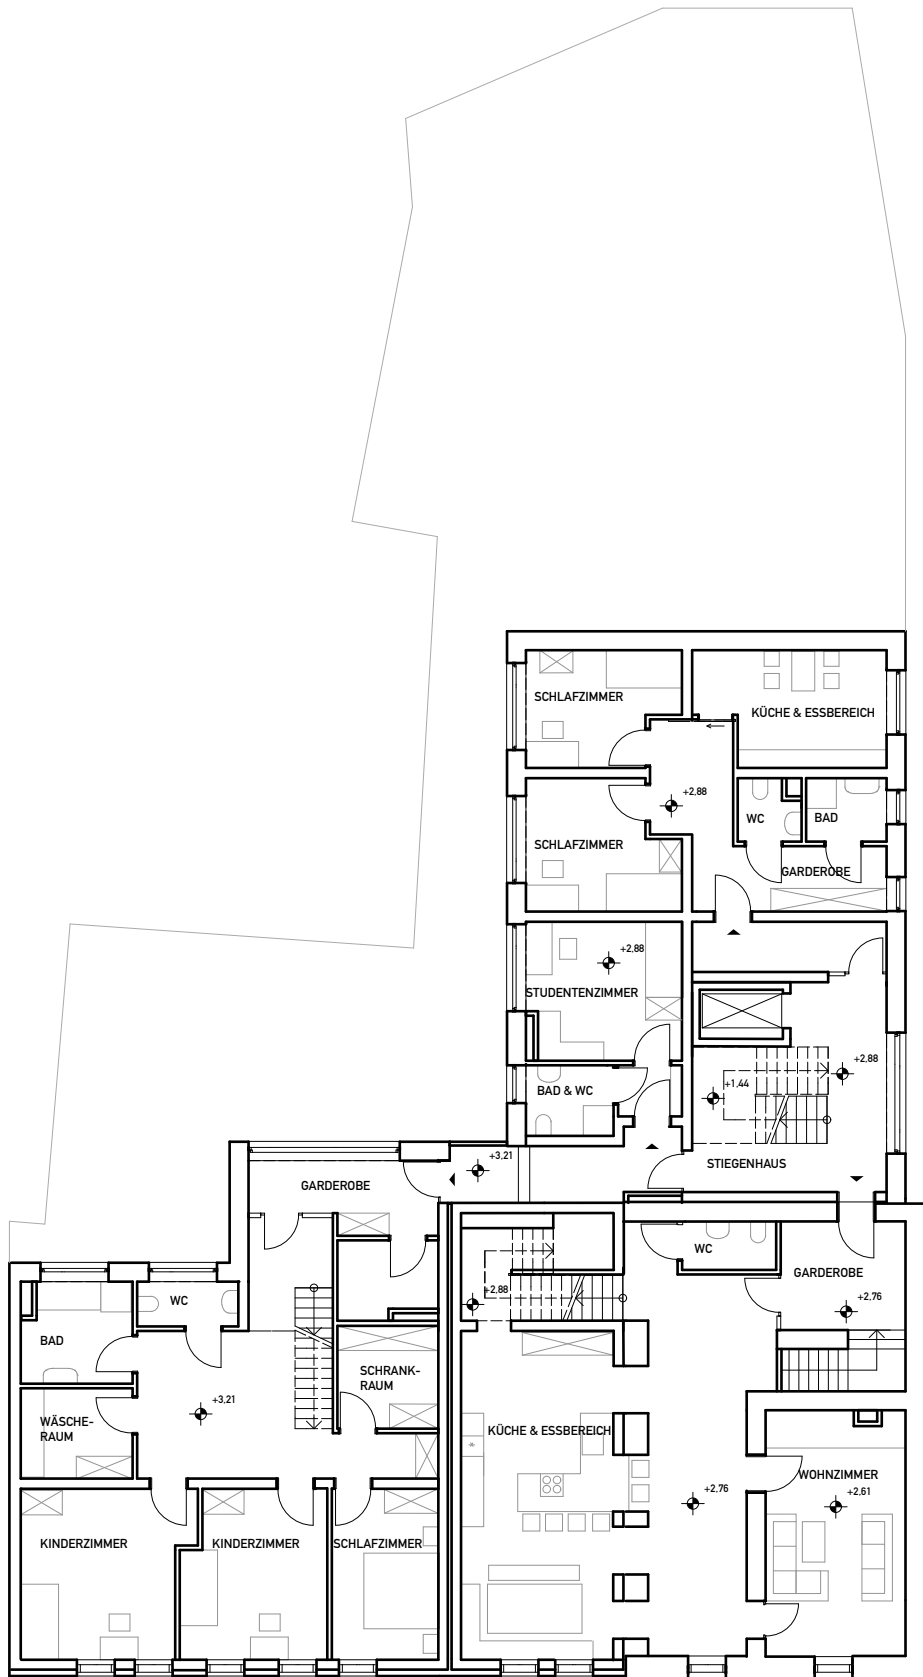 SCHLAFZIMMER
KÜCHE & ESSBEREICH
+2,88
WC
BAD
SCHLAFZIMMER
GARDEROBE
+2,88
STUDENTENZIMMER
+2,88
+1,44
BAD & WC
STIEGENHAUS
+3,21
GARDEROBE
WC
GARDEROBE
+2,88
+2,76
WC
BAD
SCHRANK-
RAUM
+3,21
WÄSCHE-
RAUM
KÜCHE & ESSBEREICH
WOHNZIMMER
+2,76
+2,61
KINDERZIMMER
KINDERZIMMER
SCHLAFZIMMER